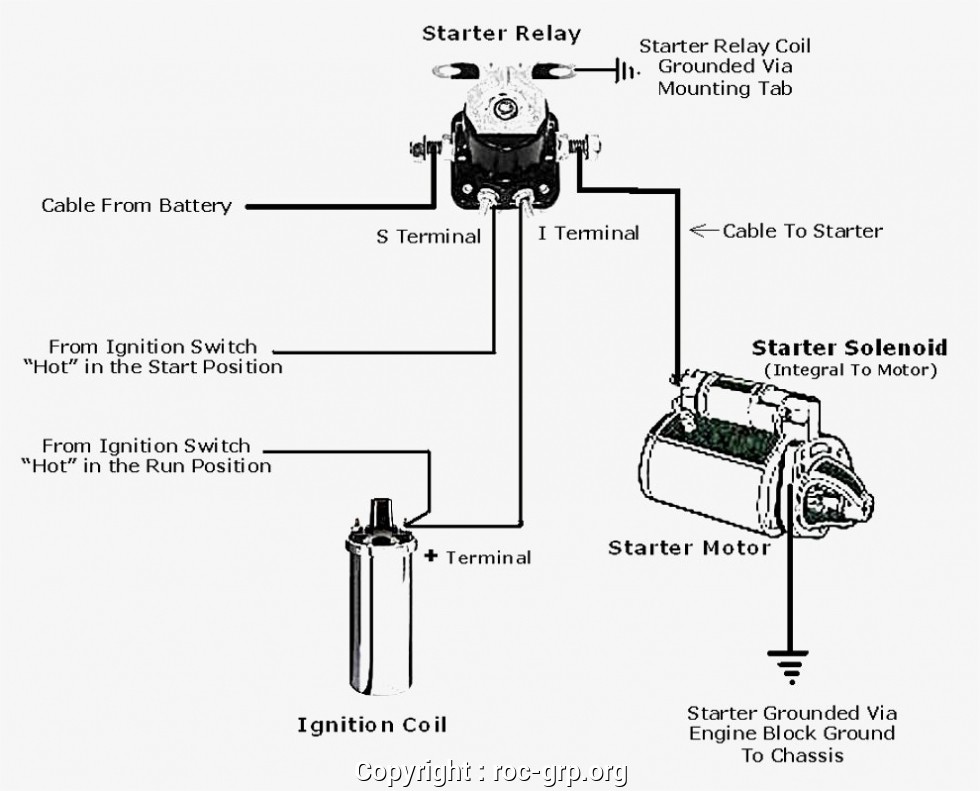 Starter Relay
Starter Relay Coil
Grounded Via
Mounting Tab
Cable From Battery
S Terminal
I Terminal
Cable To Starter
From Ignition Switch
“Hot” in the Start Position
Starter Solenoid
(Integral To Motor)
From Ignition Switch
“Hot” in the Run Position
+ Terminal
Starter Motor
Ignition Coil
Starter Grounded Via
Engine Block Ground
To Chassis
Copyright : roc-grp.org